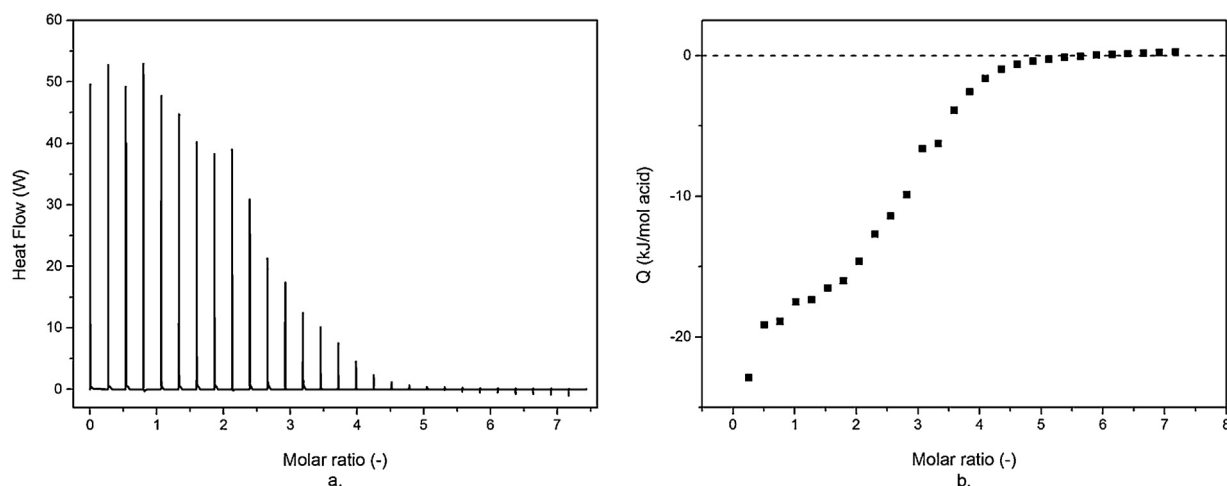 60
50
40
30
20
10
0
Heat Flow (W)
0 1 2 3 4 5 6 7
Molar ratio (-)
a.
0
-10
-20
Q (kJ/mol acid)
0 1 2 3 4 5 6 7 8
Molar ratio (-)
b.